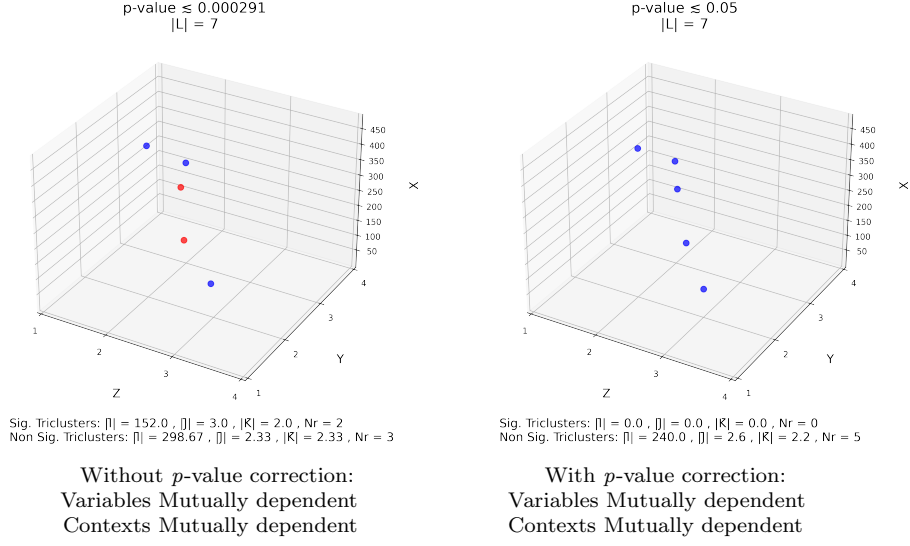 p-value ≲ 0.000291
|L| = 7
450
400
350
300
250
200
150
100
50
X
1
2
3
4
Z
1
2
3
4
Y
Sig. Triclusters: |Ī| = 152.0 , |J̄| = 3.0 , |K̄| = 2.0 , Nr = 2
Non Sig. Triclusters: |Ī| = 298.67 , |J̄| = 2.33 , |K̄| = 2.33 , Nr = 3
Without p-value correction:
Variables Mutually dependent
Contexts Mutually dependent
p-value ≲ 0.05
|L| = 7
450
400
350
300
250
200
150
100
50
X
1
2
3
4
Z
1
2
3
4
Y
Sig. Triclusters: |Ī| = 0.0 , |J̄| = 0.0 , |K̄| = 0.0 , Nr = 0
Non Sig. Triclusters: |Ī| = 240.0 , |J̄| = 2.6 , |K̄| = 2.2 , Nr = 5
With p-value correction:
Variables Mutually dependent
Contexts Mutually dependent